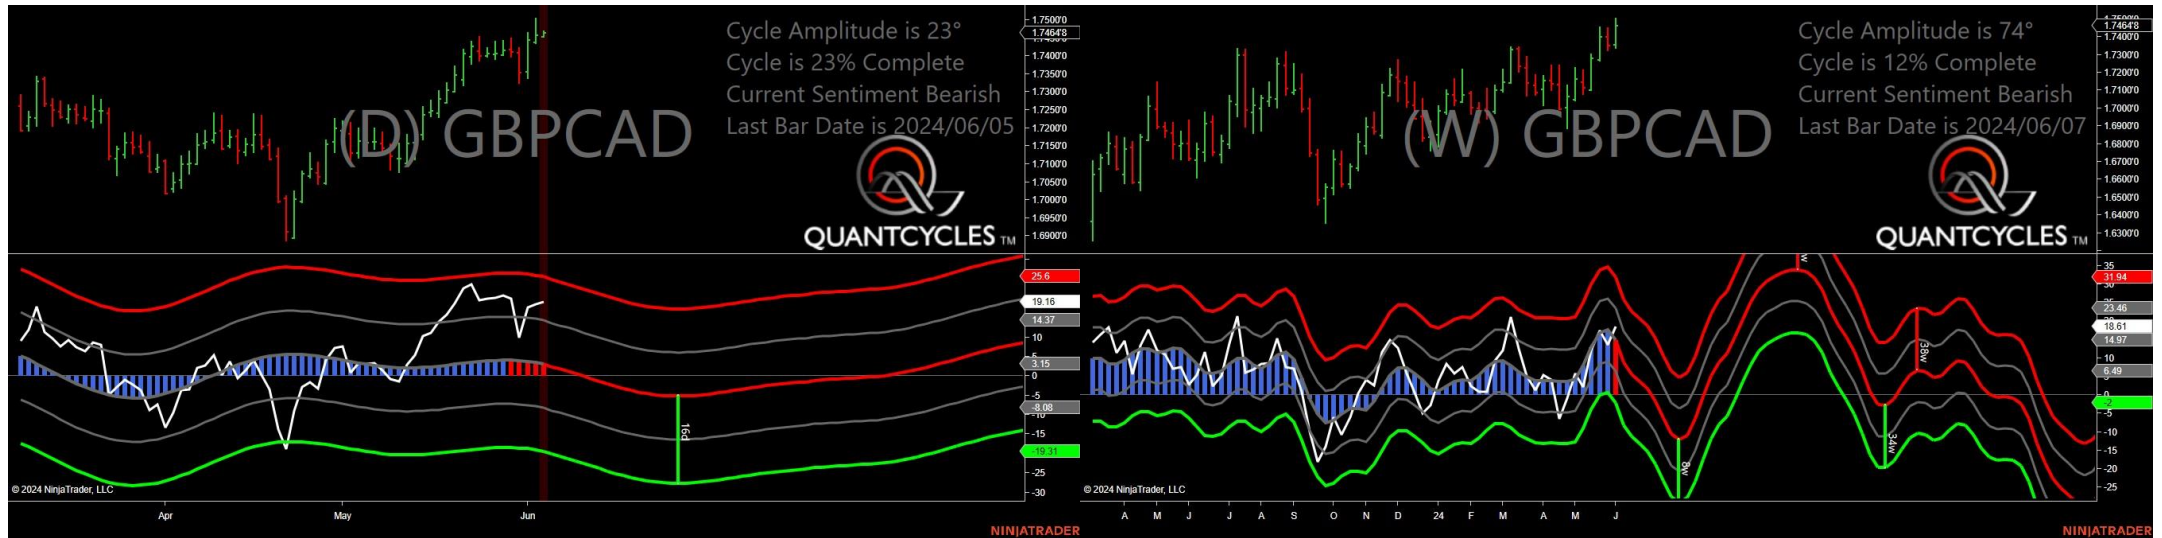 Cycle Amplitude is 23°
Cycle is 23% Complete
Current Sentiment Bearish
Last Bar Date is 2024/06/05
(D) GBPCAD
QUANTCYCLES TM
1.7500'0
1.7464'8
1.7400'0
1.7350'0
1.7300'0
1.7250'0
1.7200'0
1.7150'0
1.7100'0
1.7050'0
1.7000'0
1.6950'0
1.6900'0
25.6
19.16
14.37
10
3.15
0
-5
-8.08
-10
-15
-19.31
-25
-30
16d
© 2024 NinjaTrader, LLC
Apr
May
Jun
NINJATRADER
Cycle Amplitude is 74°
Cycle is 12% Complete
Current Sentiment Bearish
Last Bar Date is 2024/06/07
(W) GBPCAD
QUANTCYCLES TM
1.7464'8
1.7400'0
1.7300'0
1.7200'0
1.7100'0
1.7000'0
1.6900'0
1.6800'0
1.6700'0
1.6600'0
1.6500'0
1.6400'0
1.6300'0
35
31.94
30
23.46
18.61
14.97
10
6.49
0
-2
-5
-10
-15
-20
-25
w
38w
34w
8w
© 2024 NinjaTrader, LLC
A M J J A S O N D 24 F M A M J
NINJATRADER